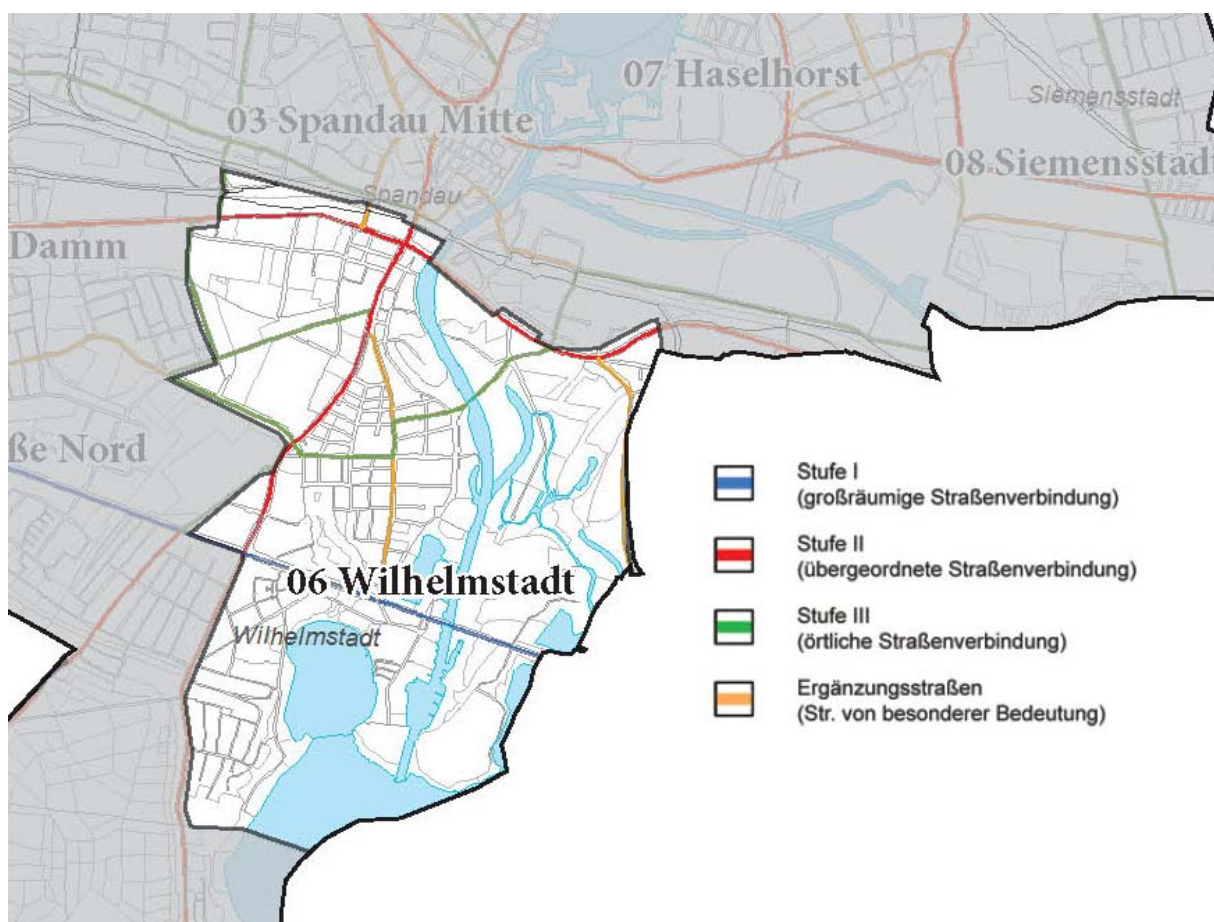 07 Haselhorst
Siemensstadt
03 Spandau Mitte
08 Siemensstadt
Spandau
Damm
ße Nord
Stufe I
(großräumige Straßenverbindung)
Stufe II
(übergeordnete Straßenverbindung)
06 Wilhelmstadt
Stufe III
(örtliche Straßenverbindung)
Wilhelmstadt
Ergänzungsstraßen
(Str. von besonderer Bedeutung)